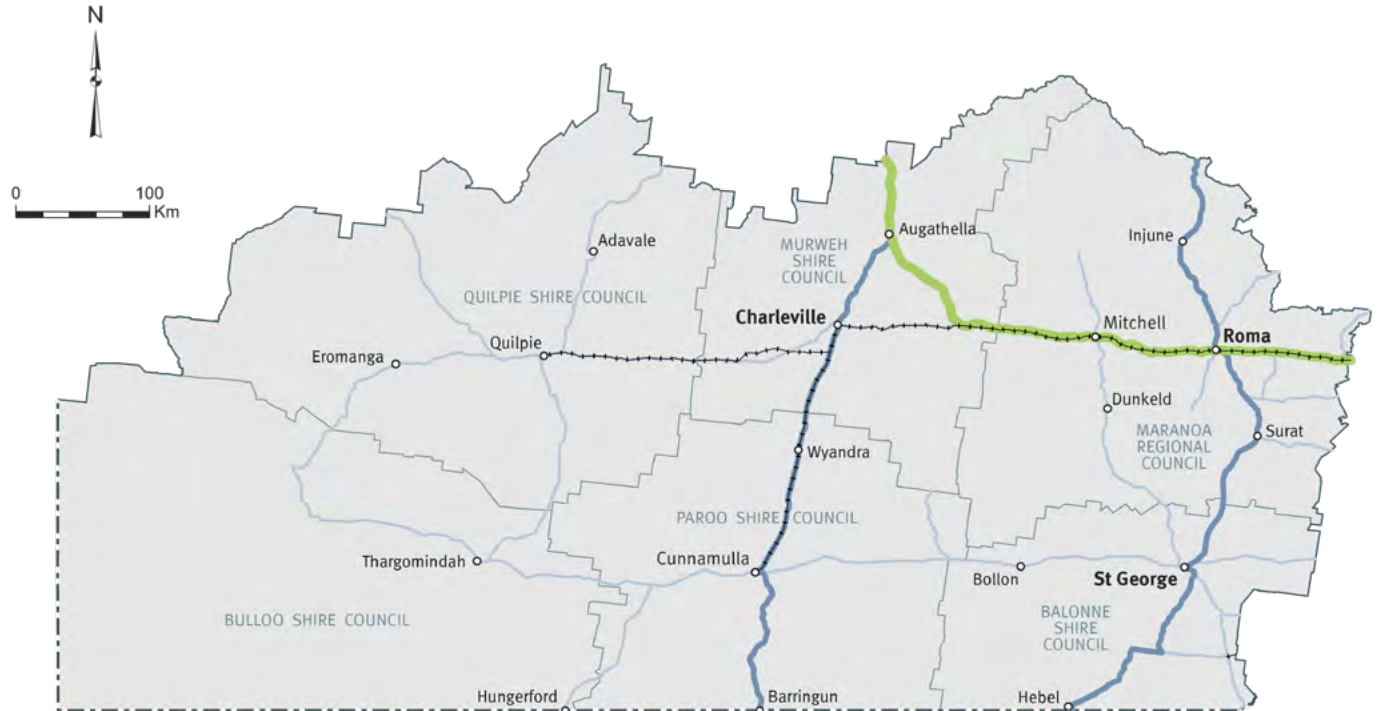 N
0 100
Km
Adavale
Augathella
Injune
MURWEH
SHIRE
COUNCIL
QUILPIE SHIRE COUNCIL
Charleville
Mitchell
Roma
Quilpie
Eromanga
Dunkeld
MARANOA
REGIONAL
COUNCIL
Surat
Wyandra
PAROO SHIRE COUNCIL
Thargomindah
Cunnamulla
Bollon
St George
BULLOO SHIRE COUNCIL
BALONNE
SHIRE
COUNCIL
Hungerford
Barringun
Hebel